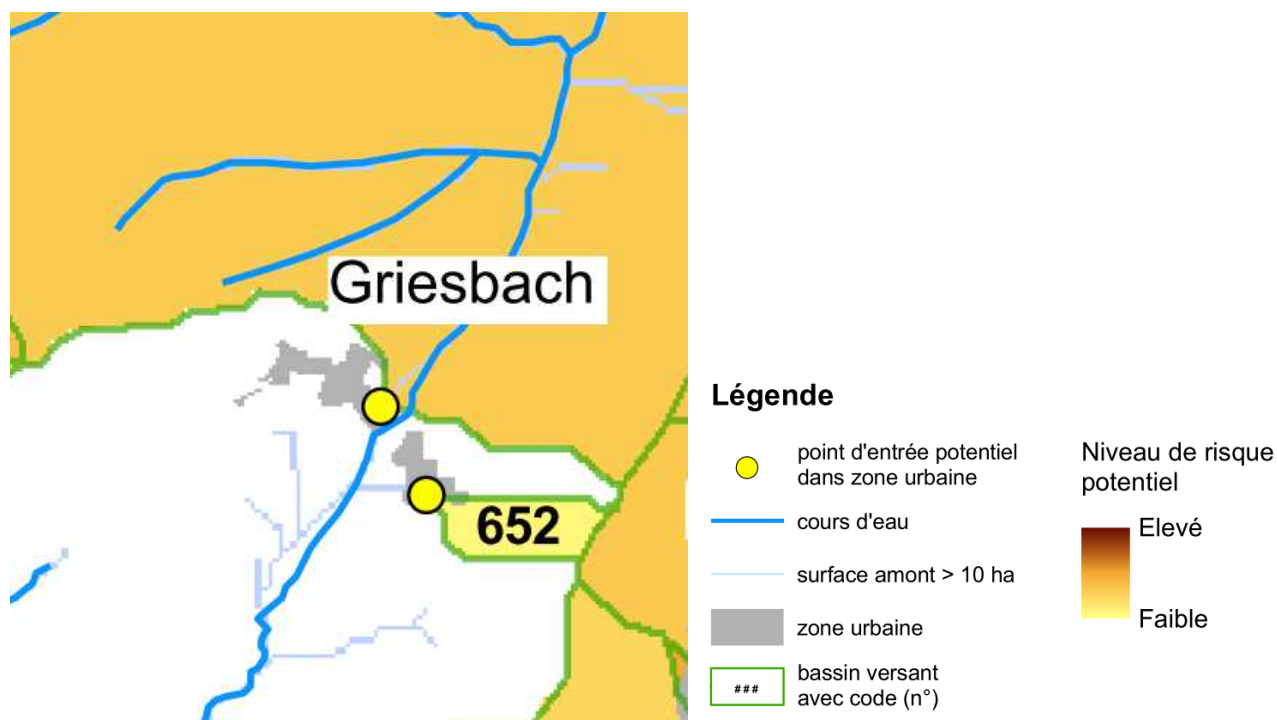 Griesbach
652
Légende
point d'entrée potentiel
dans zone urbaine
cours d'eau
surface amont > 10 ha
zone urbaine
###
bassin versant
avec code (n°)
Niveau de risque
potentiel
Elevé
Faible